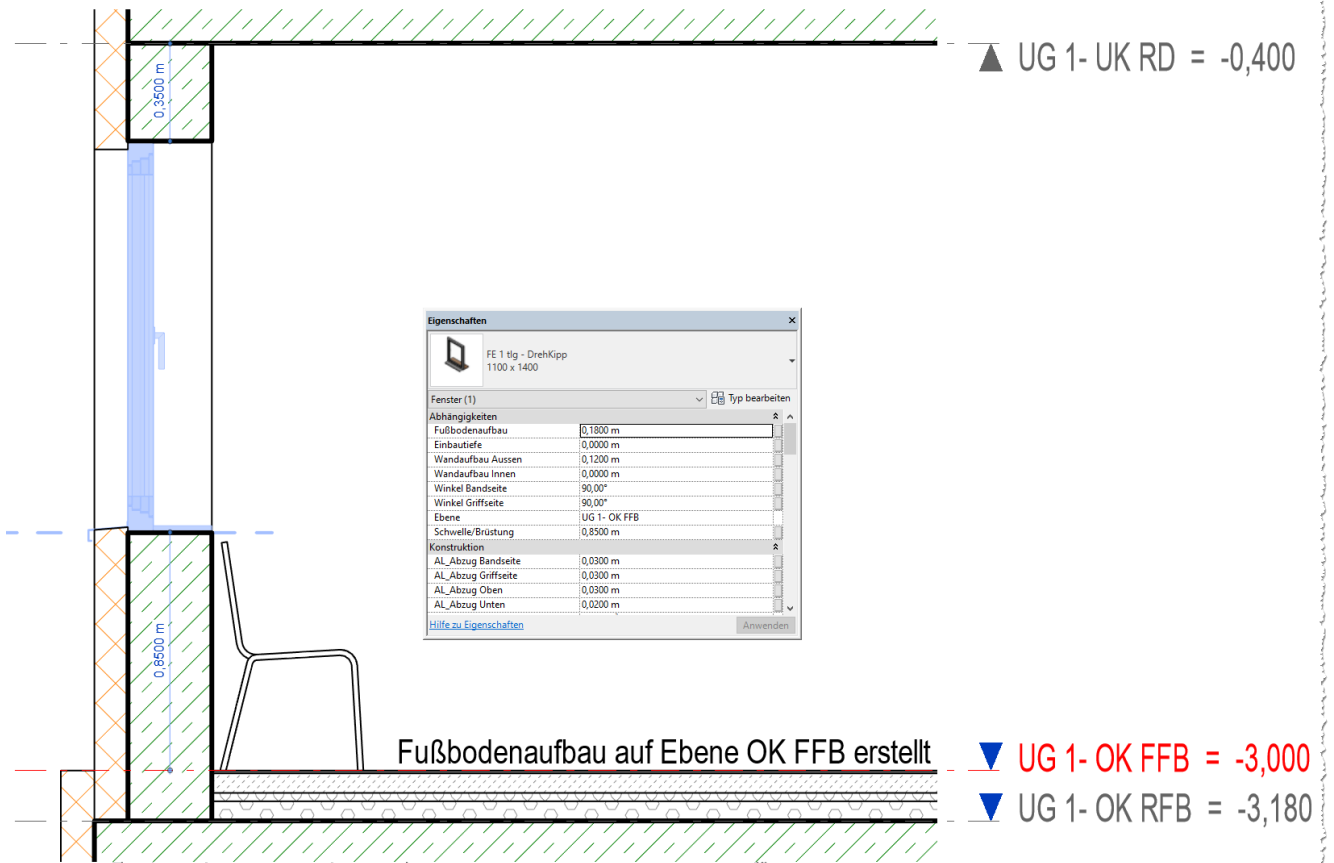 UG 1- UK RD = -0,400
0,3500 m
Eigenschaften
FE 1 tlg - DrehKipp
1100 x 1400
Fenster (1)
Typ bearbeiten
Abhängigkeiten
Fußbodenaufbau 0,1800 m
Einbautiefe 0,0000 m
Wandaufbau Aussen 0,1200 m
Wandaufbau Innen 0,0000 m
Winkel Bandseite 90,00°
Winkel Griffseite 90,00°
Ebene UG 1- OK FFB
Schwelle/Brüstung 0,8500 m
Konstruktion
AL_Abzug Bandseite 0,0300 m
AL_Abzug Griffseite 0,0300 m
AL_Abzug Oben 0,0300 m
AL_Abzug Unten 0,0200 m
Hilfe zu Eigenschaften
Anwenden
0,8500 m
Fußbodenaufbau auf Ebene OK FFB erstellt
UG 1- OK FFB = -3,000
UG 1- OK RFB = -3,180